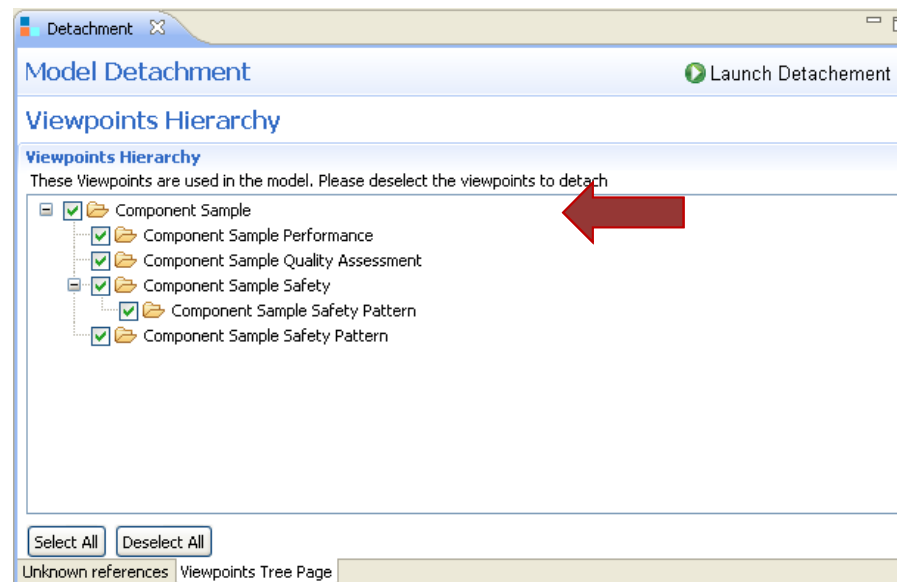 Detachment
Model Detachment
Launch Detachement
Viewpoints Hierarchy
Viewpoints Hierarchy
These Viewpoints are used in the model. Please deselect the viewpoints to detach
Component Sample
Component Sample Performance
Component Sample Quality Assessment
Component Sample Safety
Component Sample Safety Pattern
Component Sample Safety Pattern
Select All Deselect All
Unknown references Viewpoints Tree Page